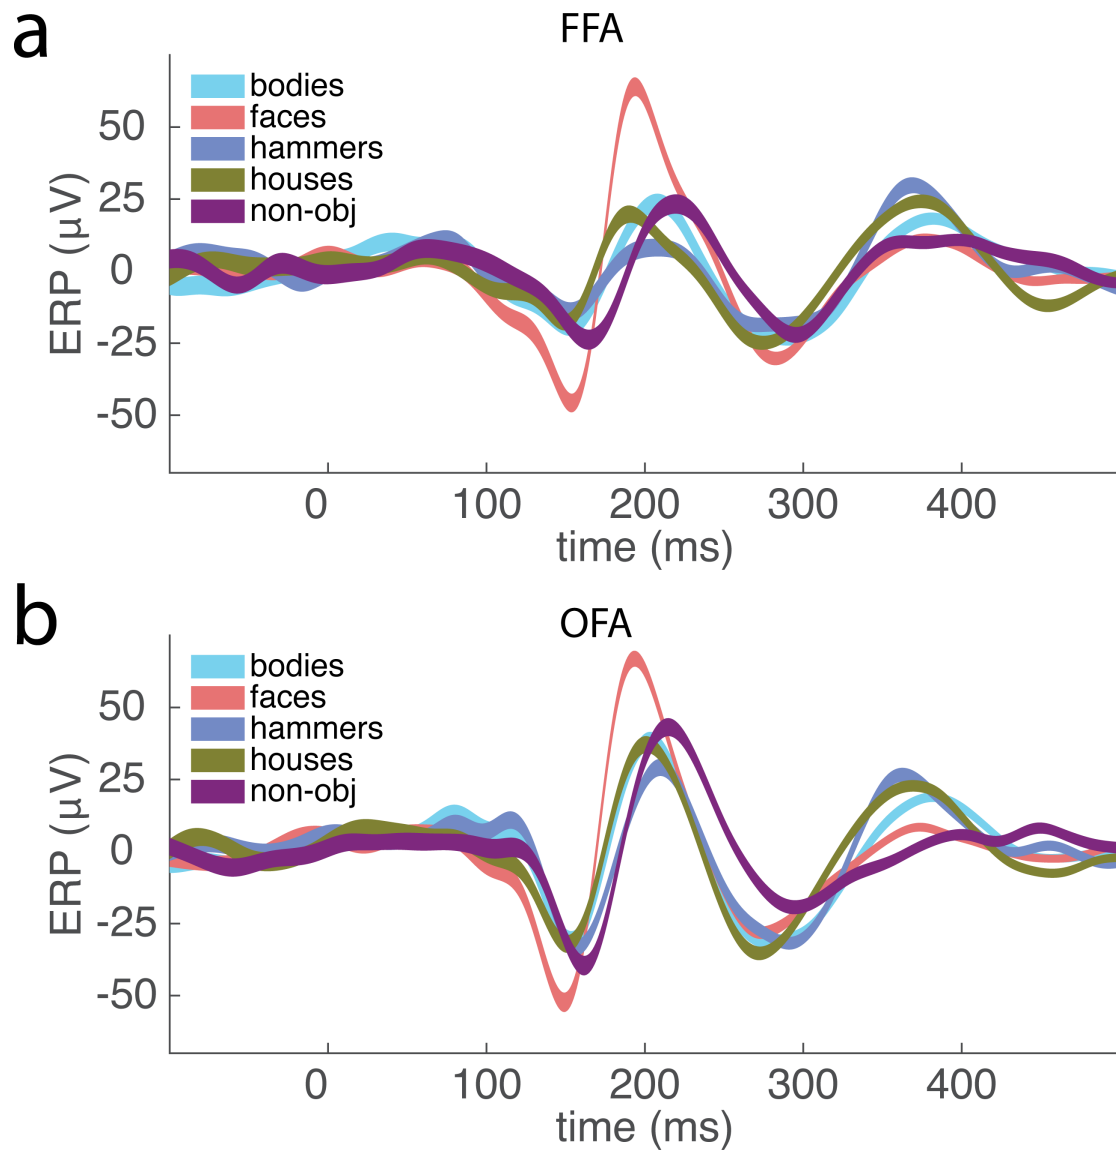 a
FFA
bodies
faces
hammers
houses
non-obj
50
25
0
-25
-50
ERP (µV)
0 100 200 300 400
time (ms)
b
OFA
bodies
faces
hammers
houses
non-obj
50
25
0
-25
-50
ERP (µV)
0 100 200 300 400
time (ms)